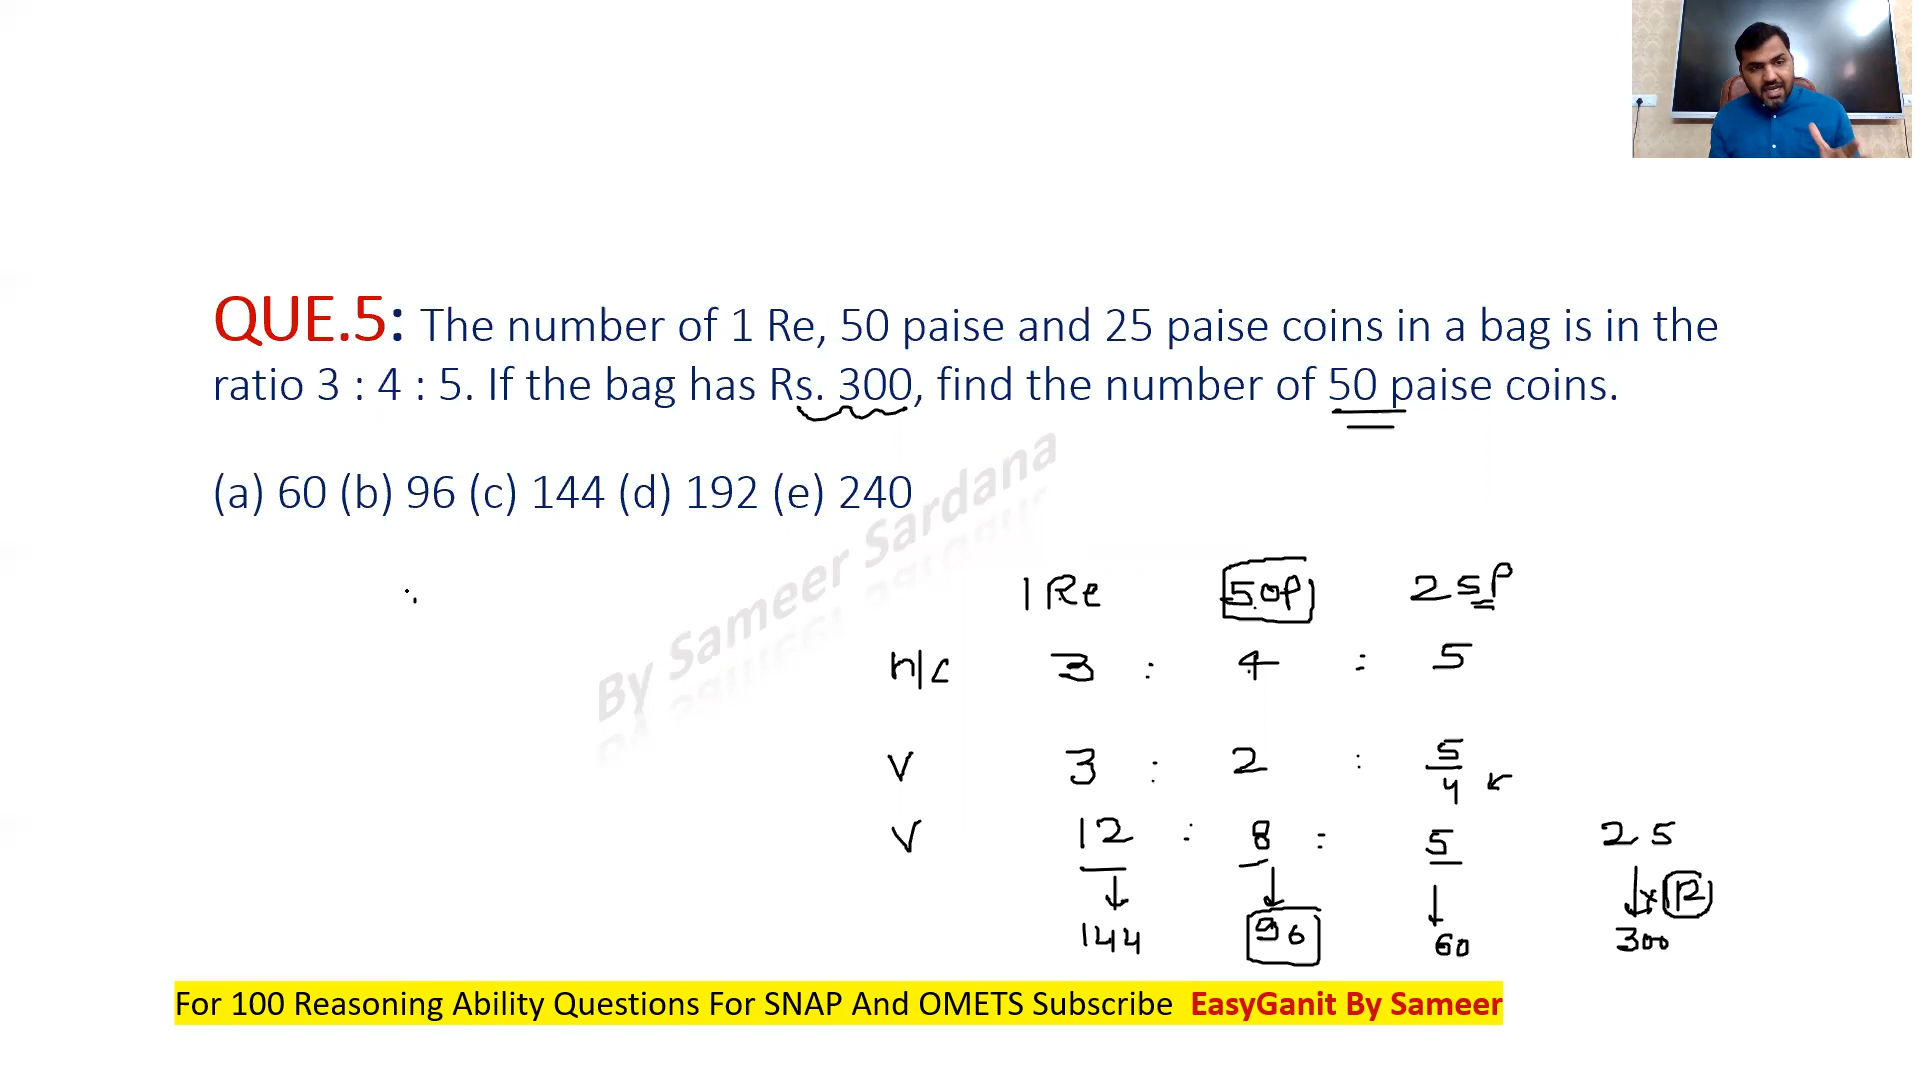 QUE.5: The number of 1 Re, 50 paise and 25 paise coins in a bag is in the
ratio 3 : 4 : 5. If the bag has Rs. 300, find the number of 50 paise coins.
(a) 60 (b) 96 (c) 144 (d) 192 (e) 240
By Sameer Sardana
1 Re 50P 25P
n/c 3 : 4 : 5
V 3 : 2 : 5/4
V 12 : 8 : 5 25
x 12
144 96 60 300
For 100 Reasoning Ability Questions For SNAP And OMETS Subscribe EasyGanit By Sameer